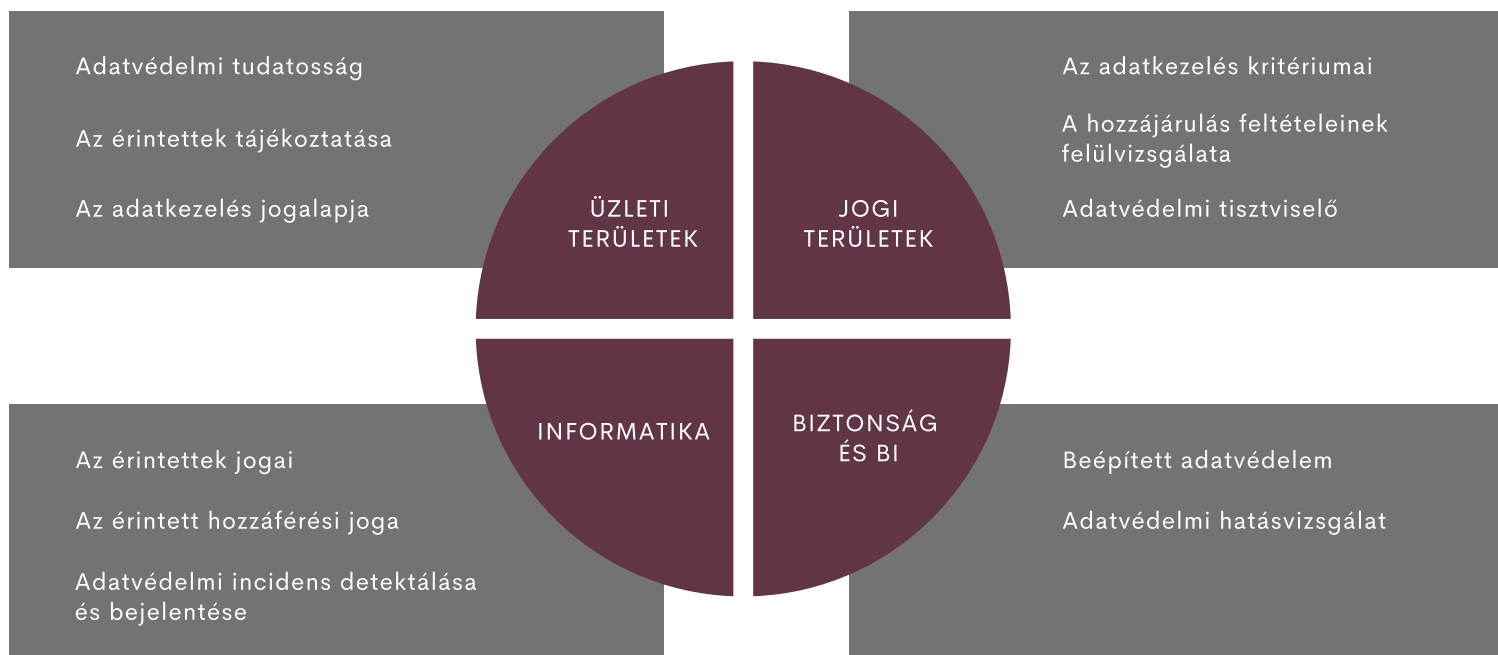 Adatvédelmi tudatosság
Az érintettek tájékoztatása
Az adatkezelés jogalapja
ÜZLETI
TERÜLETEK
JOGI
TERÜLETEK
Az adatkezelés kritériumai
A hozzájárulás feltételeinek
felülvizsgálata
Adatvédelmi tisztviselő
Az érintettek jogai
Az érintett hozzáférési joga
Adatvédelmi incidens detektálása
és bejelentése
INFORMATIKA
BIZTONSÁG
ÉS BI
Beépített adatvédelem
Adatvédelmi hatásvizsgálat